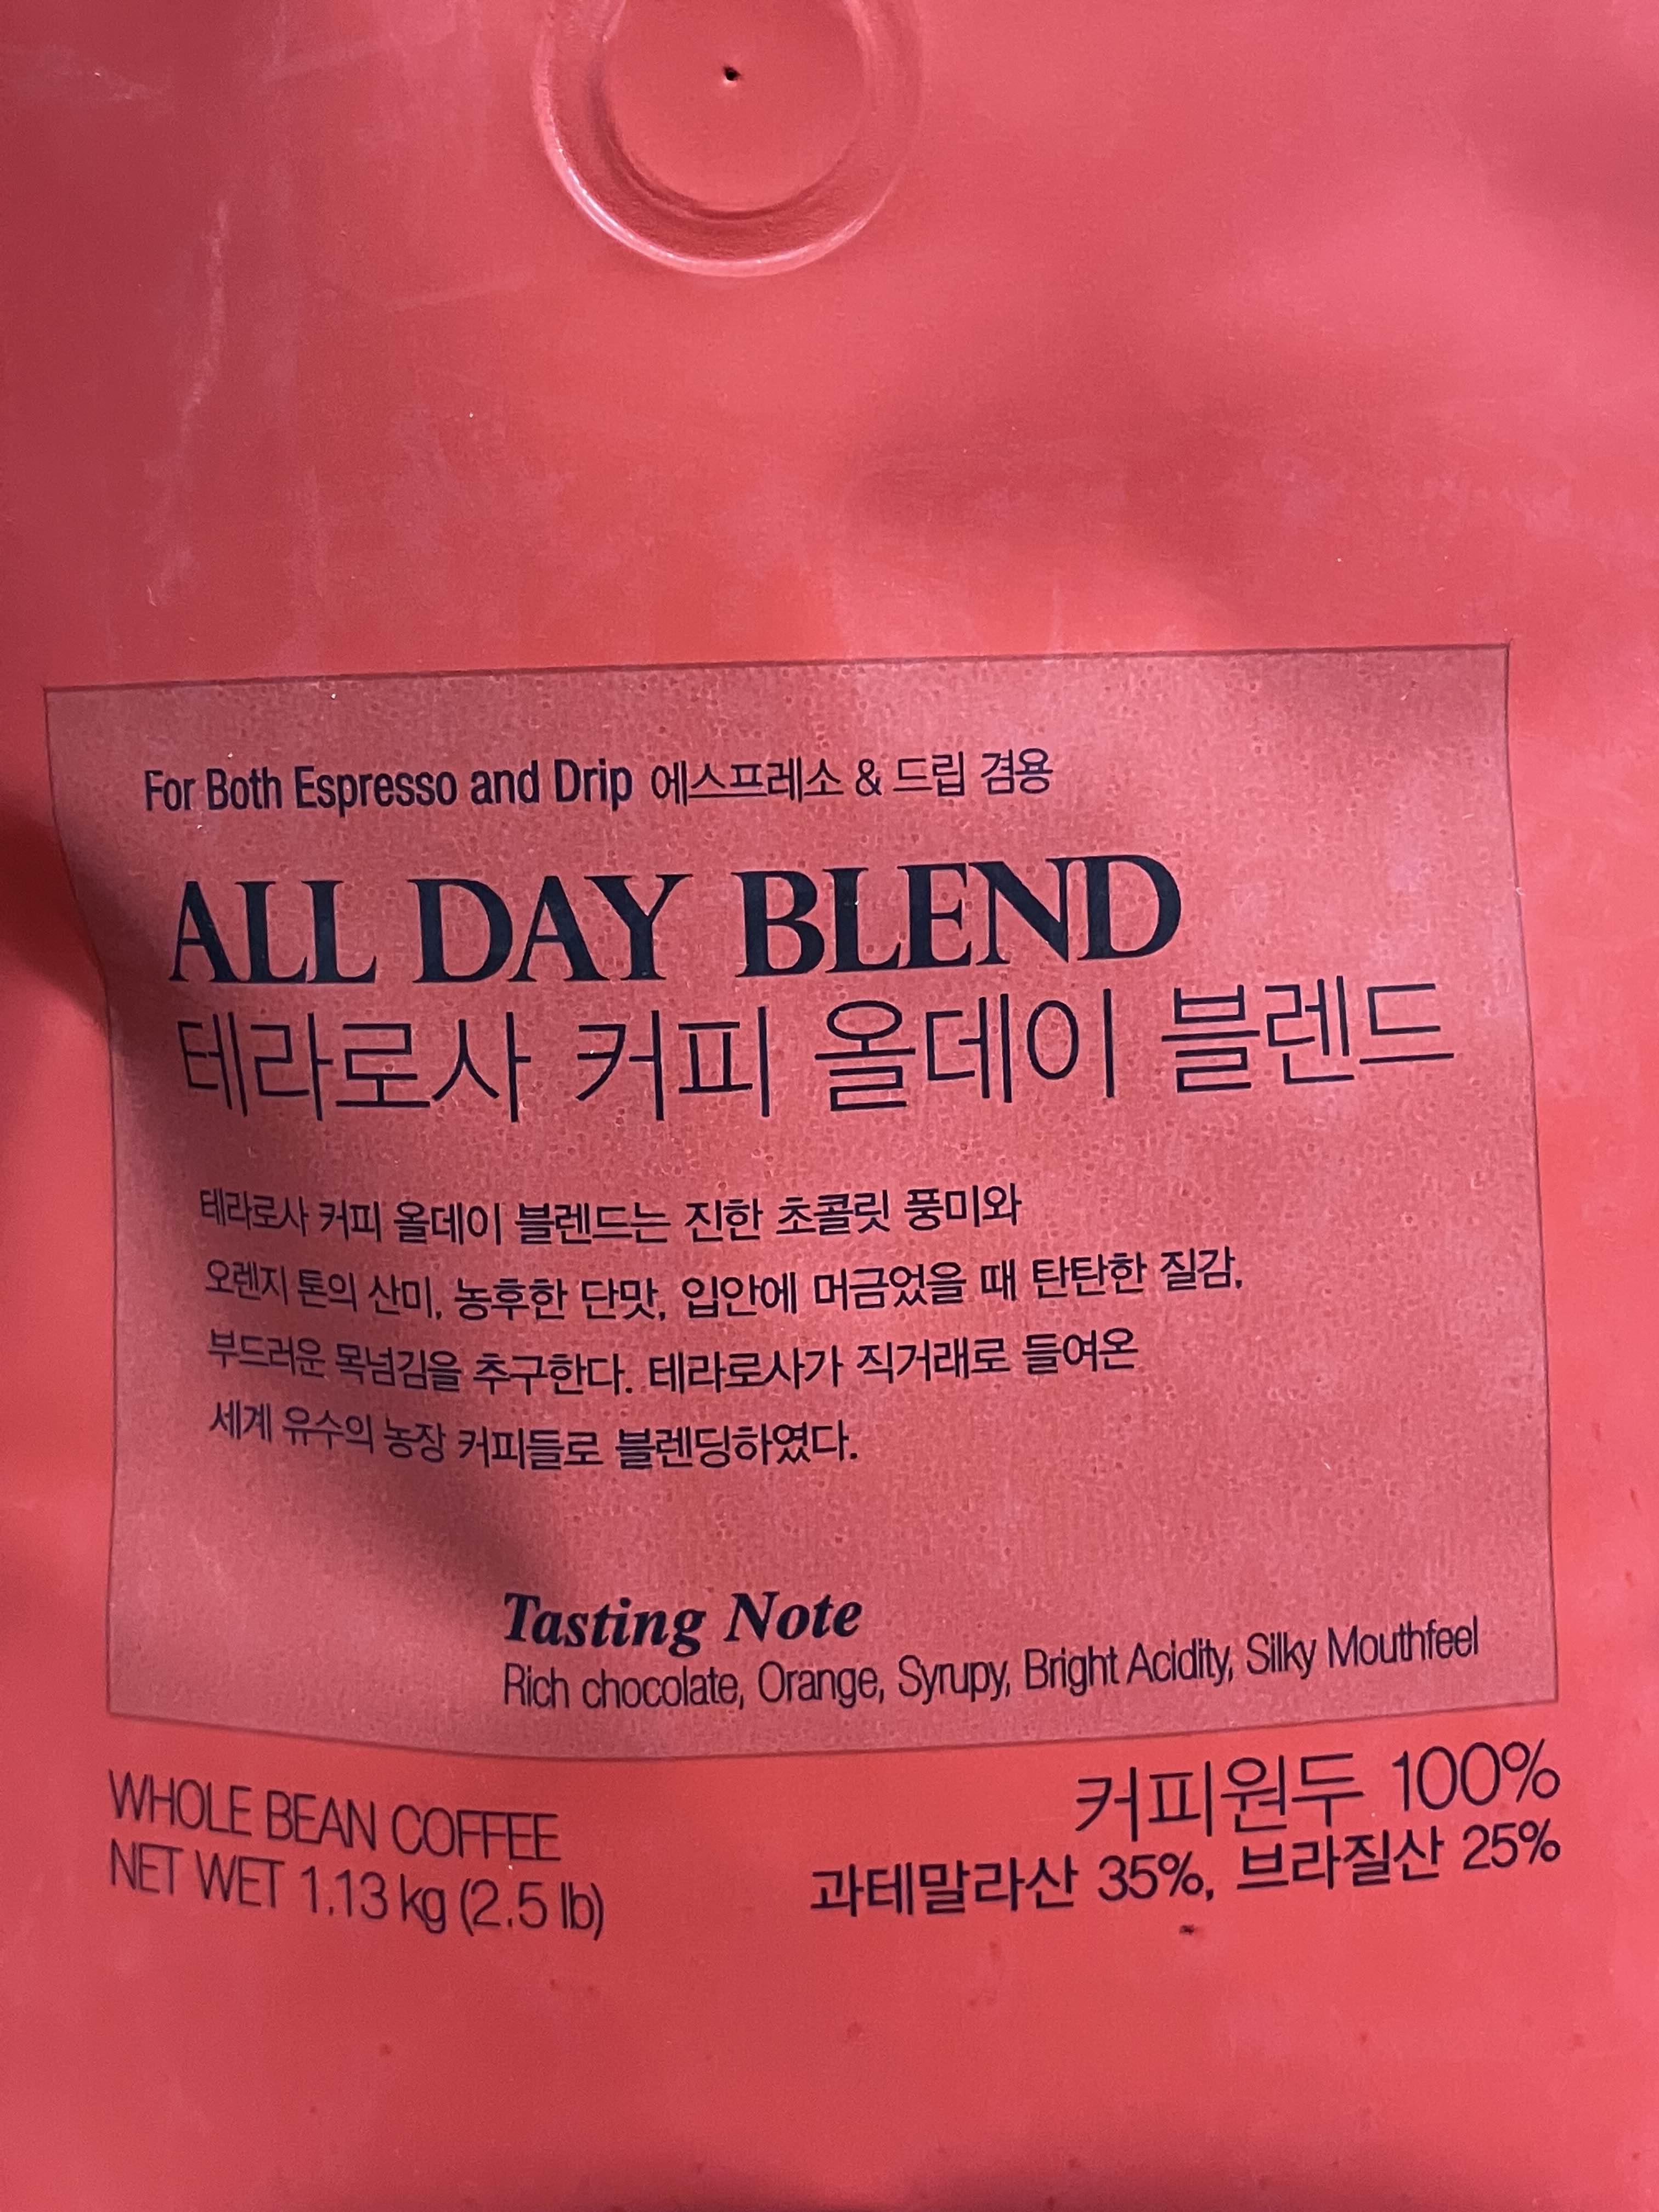 For Both Espresso and Drip 에스프레소 & 드립 겸용
ALL DAY BLEND
테라로사 커피 올데이 블렌드
테라로사 커피 올데이 블렌드는 진한 초콜릿 풍미와
오렌지 톤의 산미, 농후한 단맛, 입안에 머금었을 때 탄탄한 질감,
부드러운 목넘김을 추구한다. 테라로사가 직거래로 들여온
세계 유수의 농장 커피들로 블렌딩하였다.
Tasting Note
Rich chocolate, Orange, Syrupy, Bright Acidity, Silky Mouthfeel
WHOLE BEAN COFFEE
NET WET 1.13 kg (2.5 lb)
커피원두 100%
과테말라산 35%, 브라질산 25%